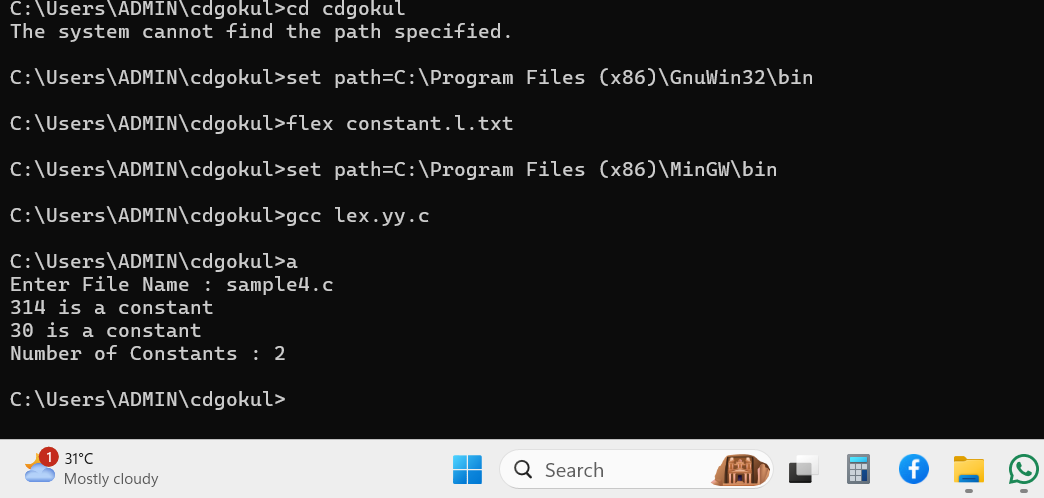 C:\Users\ADMIN\cdgokul>cd cdgokul
The system cannot find the path specified.
C:\Users\ADMIN\cdgokul>set path=C:\Program Files (x86)\GnuWin32\bin
C:\Users\ADMIN\cdgokul>flex constant.l.txt
C:\Users\ADMIN\cdgokul>set path=C:\Program Files (x86)\MinGW\bin
C:\Users\ADMIN\cdgokul>gcc lex.yy.c
C:\Users\ADMIN\cdgokul>a
Enter File Name : sample4.c
314 is a constant
30 is a constant
Number of Constants : 2
C:\Users\ADMIN\cdgokul>
1
31°C
Mostly cloudy
Search